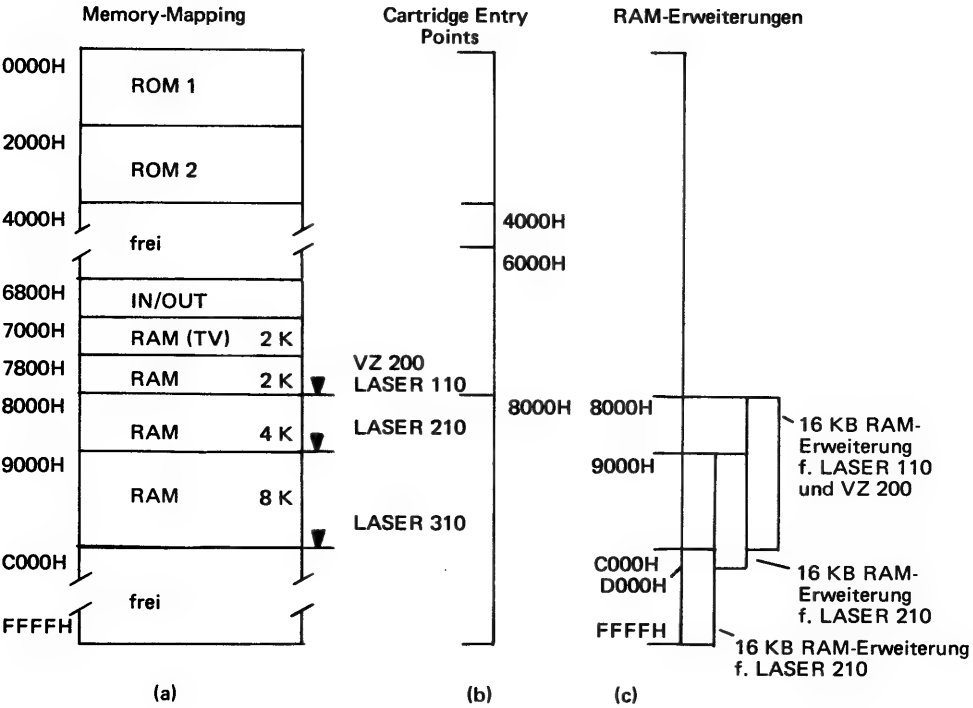 Memory-Mapping
0000H
ROM 1
2000H
ROM 2
4000H
frei
6800H
IN/OUT
7000H
RAM (TV) 2 K
7800H
RAM 2 K
8000H
RAM 4 K
9000H
RAM 8 K
C000H
frei
FFFFH
VZ 200
LASER 110
LASER 210
LASER 310
(a)
Cartridge Entry
Points
4000H
6000H
8000H
(b)
RAM-Erweiterungen
8000H
9000H
C000H
D000H
FFFFH
16 KB RAM-
Erweiterung
f. LASER 110
und VZ 200
16 KB RAM-
Erweiterung
f. LASER 210
16 KB RAM-Erweiterung
f. LASER 210
(c)